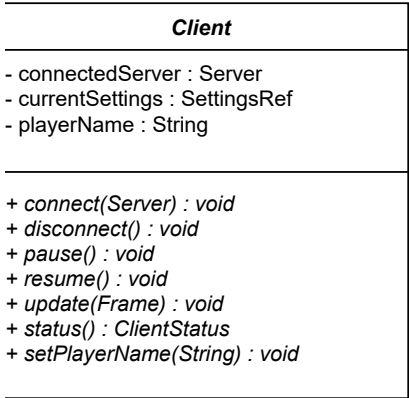 Client
- connectedServer : Server
- currentSettings : SettingsRef
- playerName : String
+ connect(Server) : void
+ disconnect() : void
+ pause() : void
+ resume() : void
+ update(Frame) : void
+ status() : ClientStatus
+ setPlayerName(String) : void